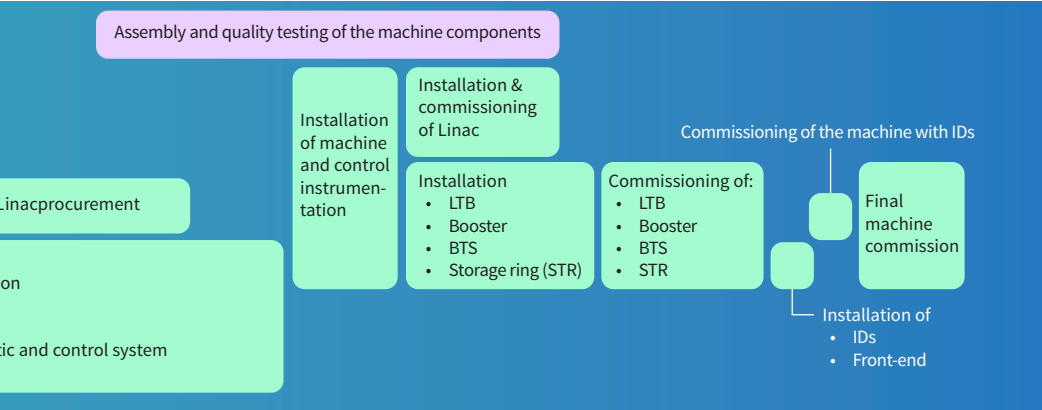 Assembly and quality testing of the machine components
Installation
of machine
and control
instrumen-
tation
Installation &
commissioning
of Linac
Commissioning of the machine with IDs
Linacprocurement
Installation
• LTB
• Booster
• BTS
• Storage ring (STR)
Commissioning of:
• LTB
• Booster
• BTS
• STR
Final
machine
commission
on
tic and control system
Installation of
• IDs
• Front-end